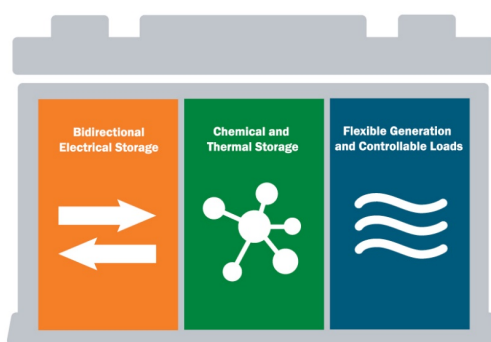 Bidirectional
Electrical Storage
Chemical and
Thermal Storage
Flexible Generation
and Controllable Loads